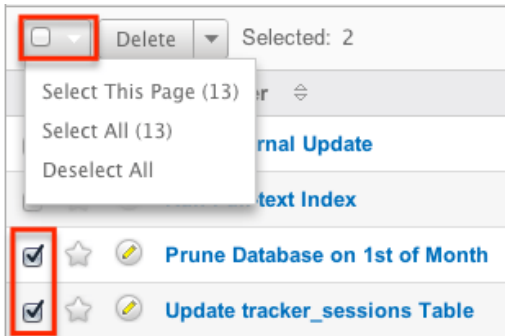 Delete Selected: 2
Select This Page (13)
Select All (13)
Deselect All
rnal Update
text Index
Prune Database on 1st of Month
Update tracker_sessions Table